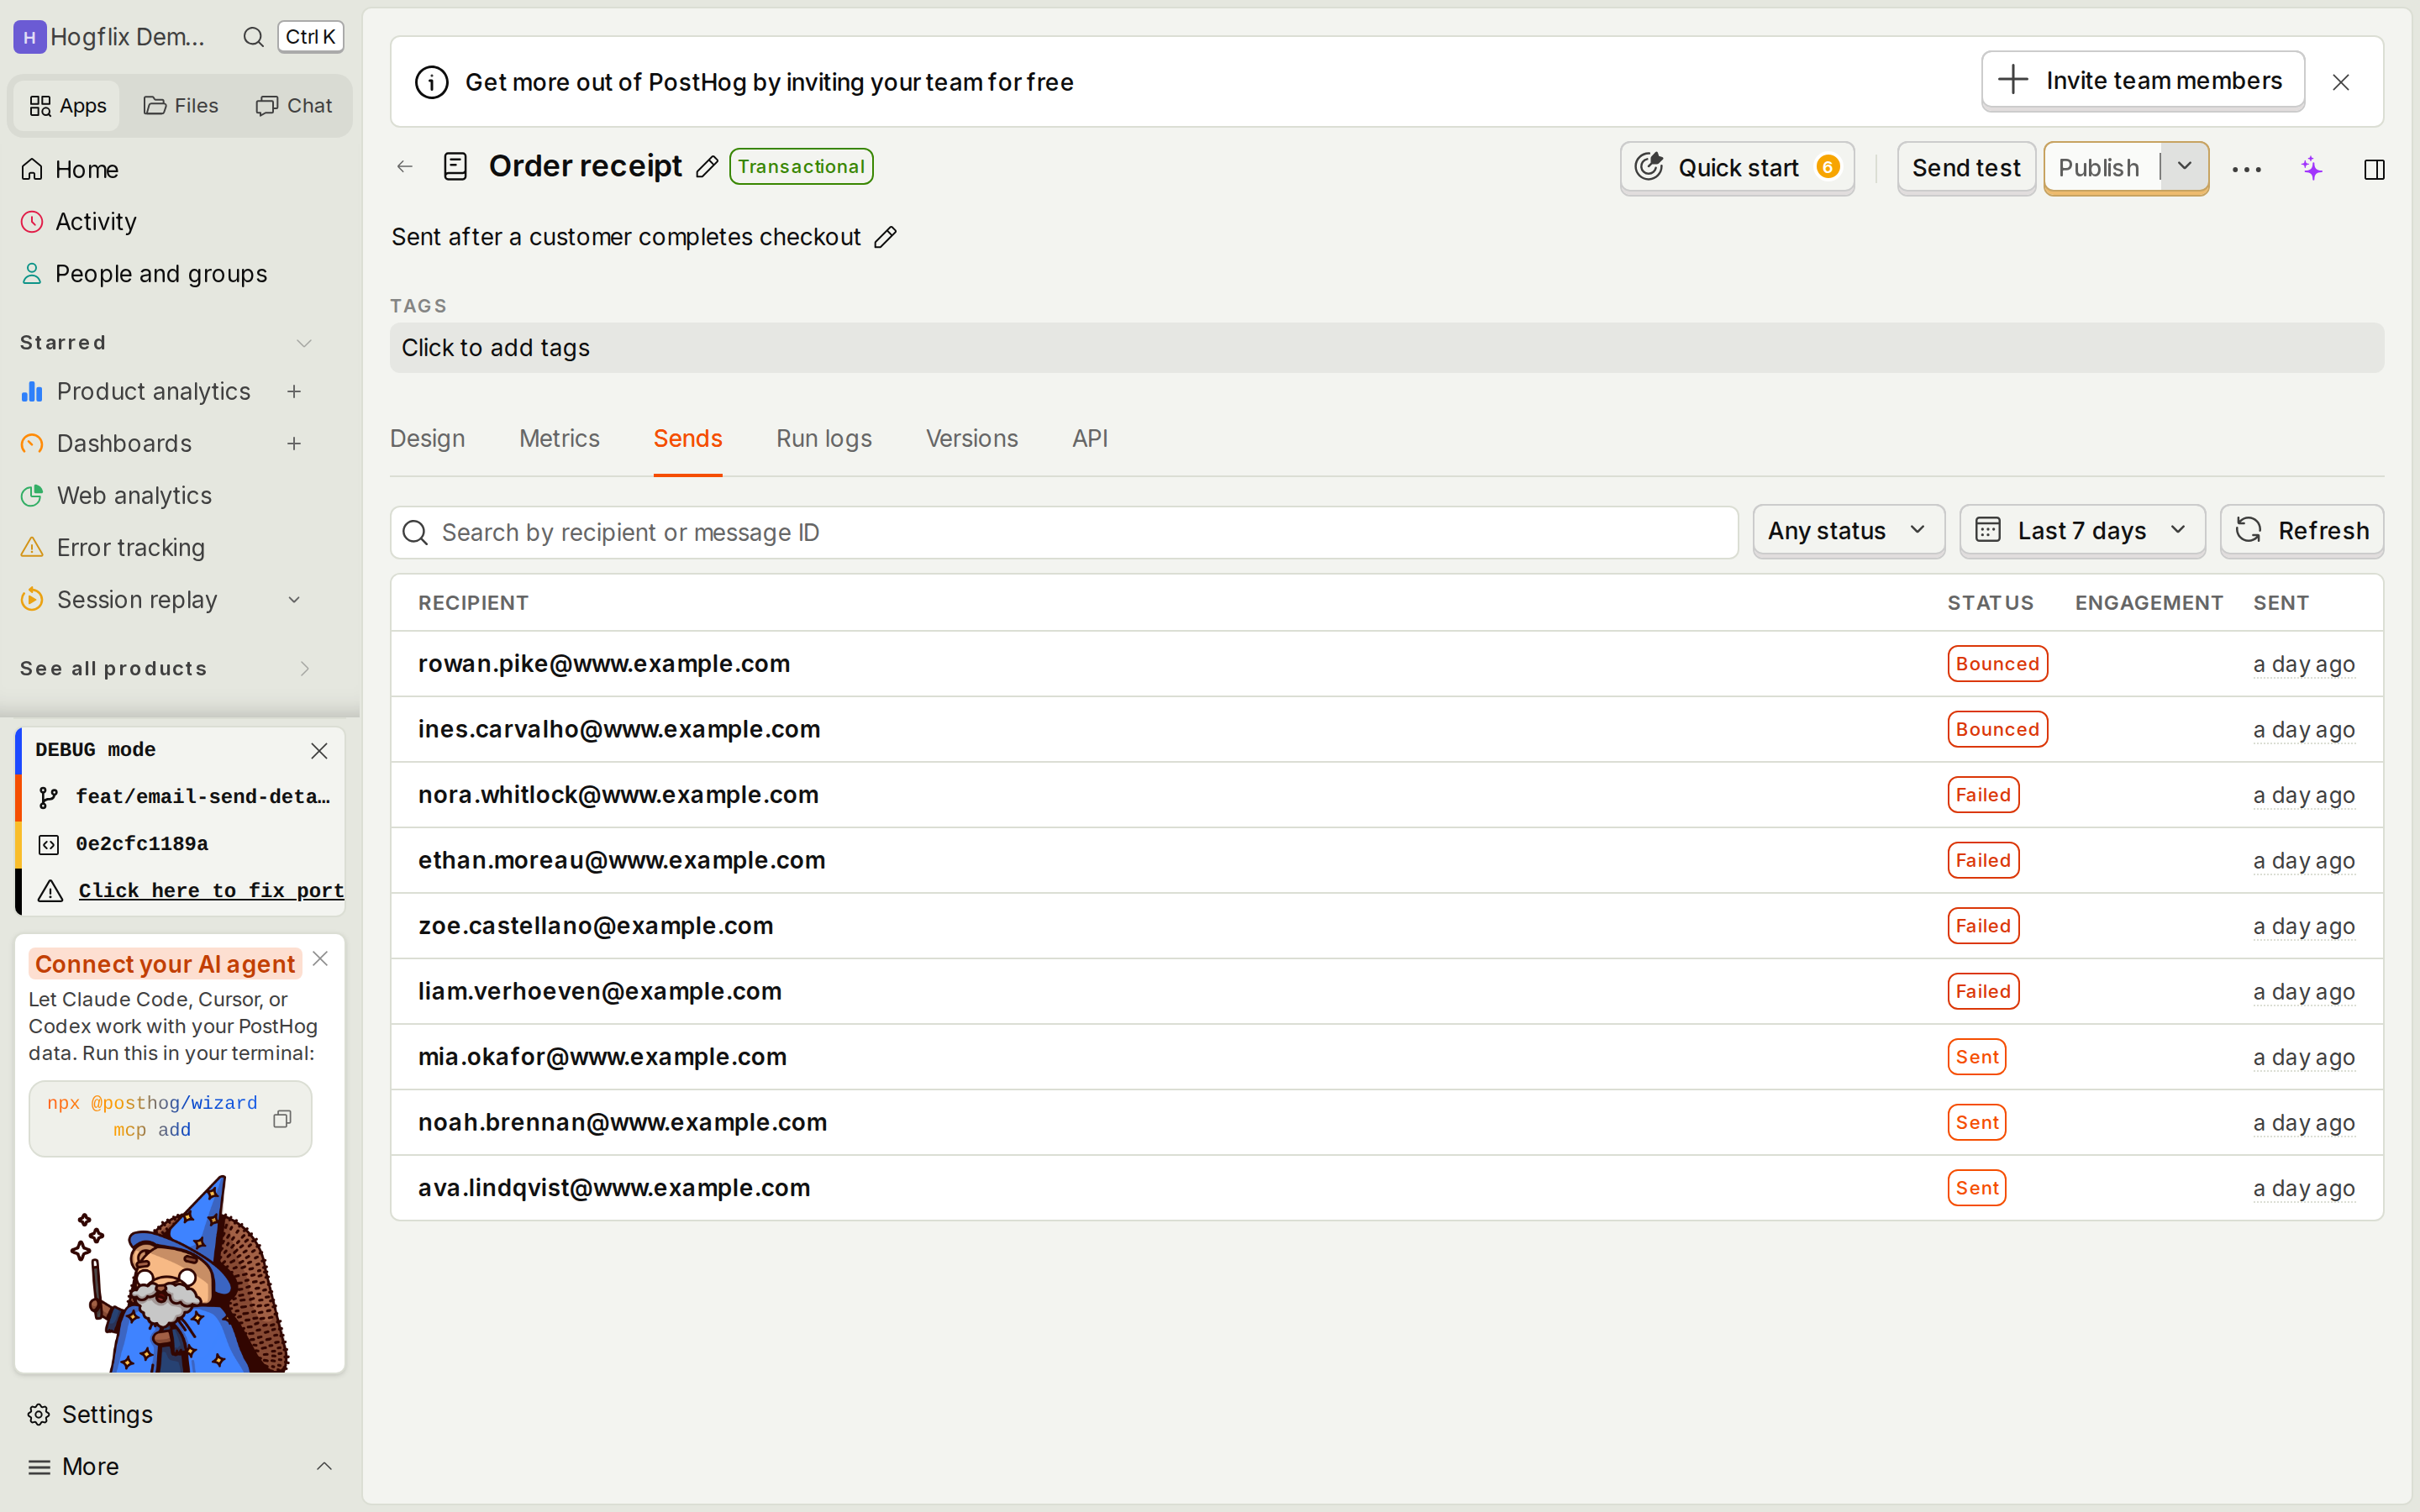 H Hogflix Dem... Ctrl K
Apps Files Chat
Home
Activity
People and groups
Starred
Product analytics
Dashboards
Web analytics
Error tracking
Session replay
See all products
DEBUG mode
feat/email-send-deta…
0e2cfc1189a
Click here to fix port
Connect your AI agent
Let Claude Code, Cursor, or
Codex work with your PostHog
data. Run this in your terminal:
npx @posthog/wizard
mcp add
Settings
More
Get more out of PostHog by inviting your team for free
Invite team members
Order receipt Transactional
Quick start 6 Send test Publish
Sent after a customer completes checkout
TAGS
Click to add tags
Design Metrics Sends Run logs Versions API
Search by recipient or message ID Any status Last 7 days Refresh
RECIPIENT STATUS ENGAGEMENT SENT
rowan.pike@www.example.com Bounced a day ago
ines.carvalho@www.example.com Bounced a day ago
nora.whitlock@www.example.com Failed a day ago
ethan.moreau@www.example.com Failed a day ago
zoe.castellano@example.com Failed a day ago
liam.verhoeven@example.com Failed a day ago
mia.okafor@www.example.com Sent a day ago
noah.brennan@www.example.com Sent a day ago
ava.lindqvist@www.example.com Sent a day ago